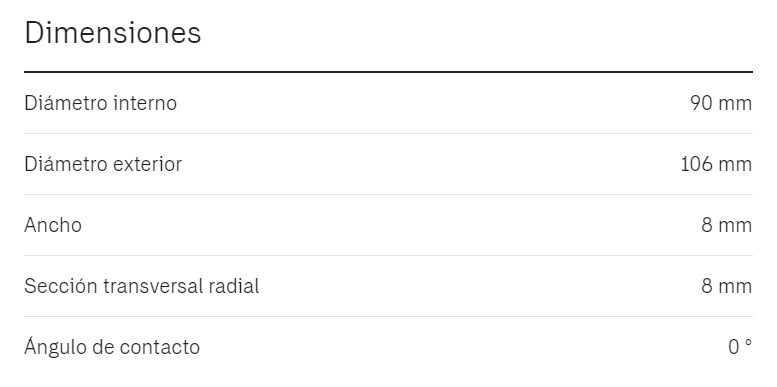 Dimensiones
Diámetro interno 90 mm
Diámetro exterior 106 mm
Ancho 8 mm
Sección transversal radial 8 mm
Ángulo de contacto 0 °